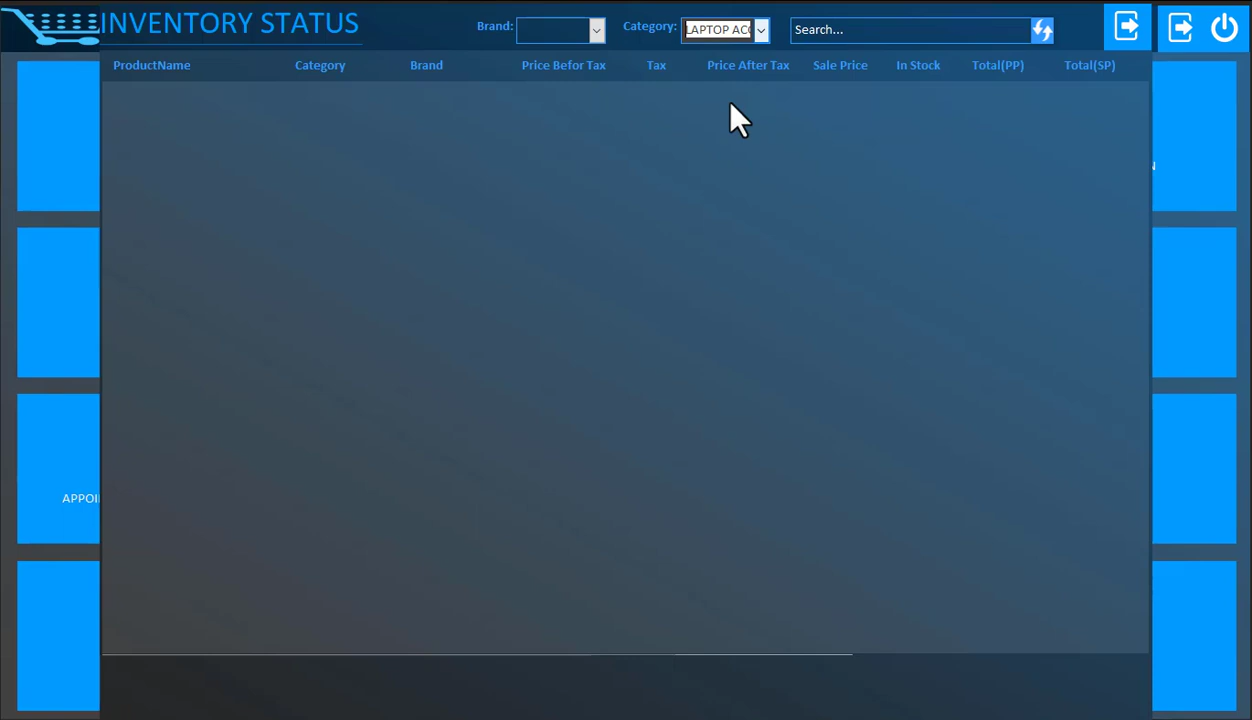 INVENTORY STATUS
Brand:
Category: LAPTOP ACC
Search...
ProductName Category Brand Price Befor Tax Tax Price After Tax Sale Price In Stock Total(PP) Total(SP)
N
APPOI